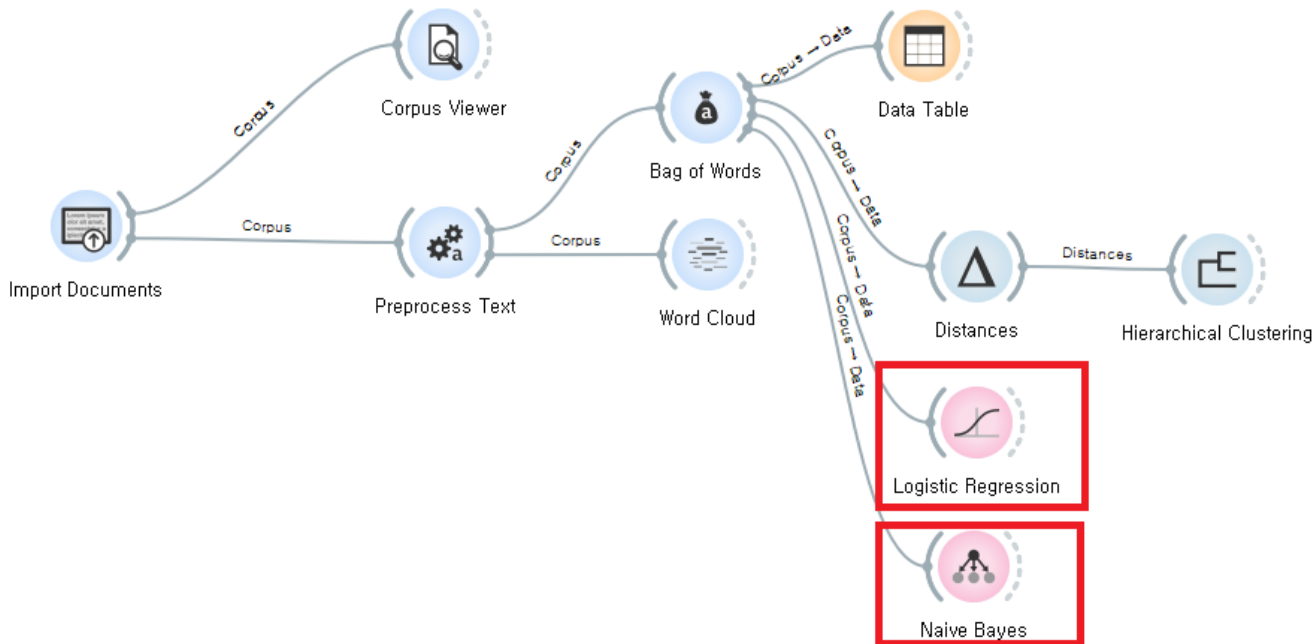 Corpus Viewer
Corpus
Import Documents
Corpus
Preprocess Text
Corpus
Bag of Words
Corpus
Word Cloud
Corpus → Data
Data Table
Corpus → Data
Distances
Distances
Hierarchical Clustering
Corpus → Data
Logistic Regression
Corpus → Data
Naive Bayes
a
a